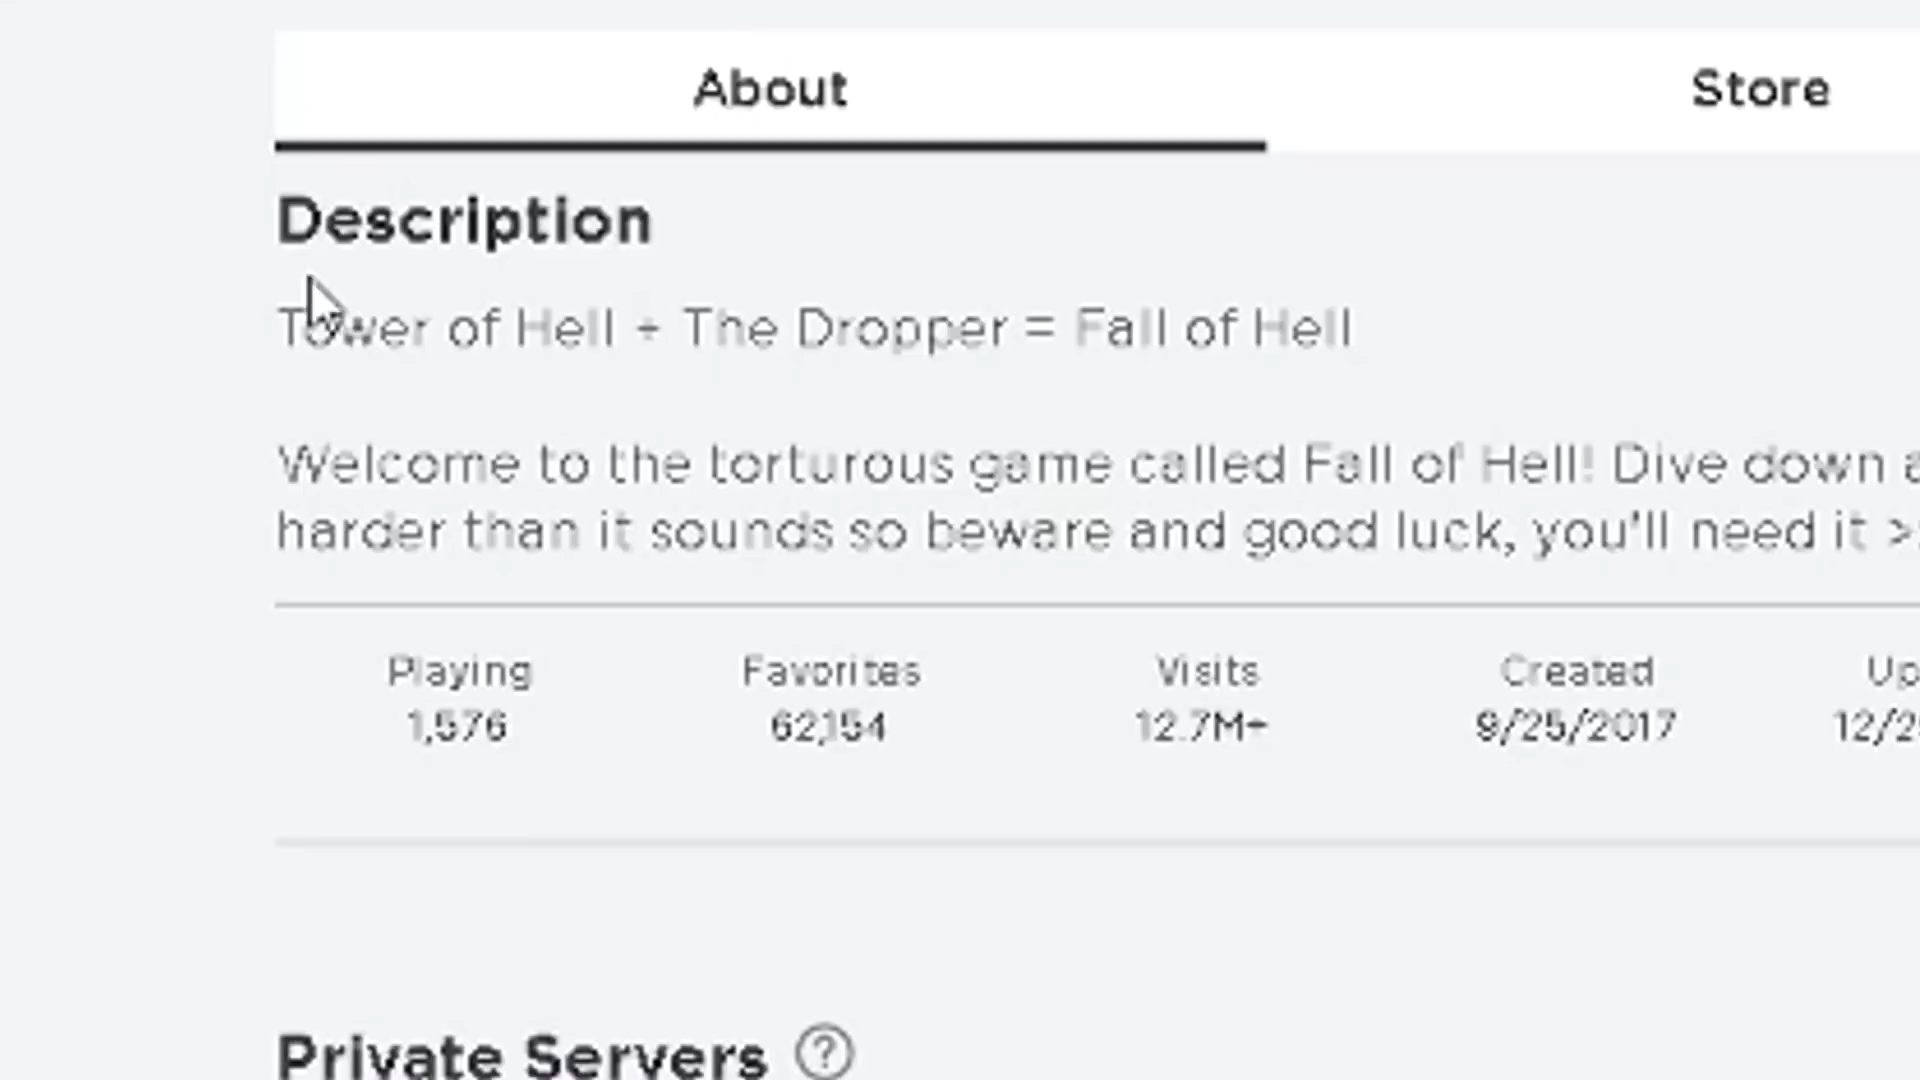 About
Store
Description
Tower of Hell + The Dropper = Fall of Hell
Welcome to the torturous game called Fall of Hell! Dive down
harder than it sounds so beware and good luck, you'll need it >:
Playing
Favorites
Visits
Created
1,576
62,154
12.7M+
9/25/2017
Private Servers